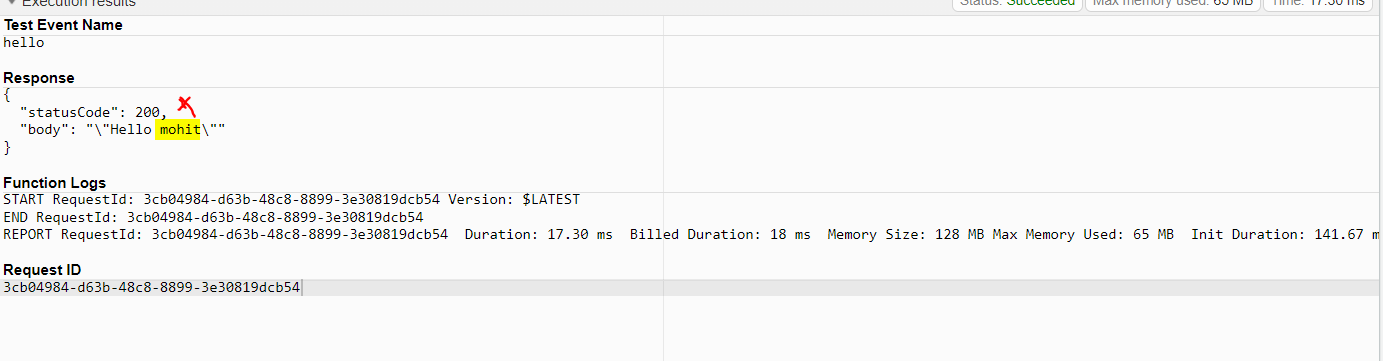 Execution results Status: Succeeded Max memory used: 65 MB Time: 17.30 ms
Test Event Name
hello
Response
{
"statusCode": 200,
"body": "\"Hello mohit\""
}
Function Logs
START RequestId: 3cb04984-d63b-48c8-8899-3e30819dcb54 Version: $LATEST
END RequestId: 3cb04984-d63b-48c8-8899-3e30819dcb54
REPORT RequestId: 3cb04984-d63b-48c8-8899-3e30819dcb54 Duration: 17.30 ms Billed Duration: 18 ms Memory Size: 128 MB Max Memory Used: 65 MB Init Duration: 141.67 m
Request ID
3cb04984-d63b-48c8-8899-3e30819dcb54